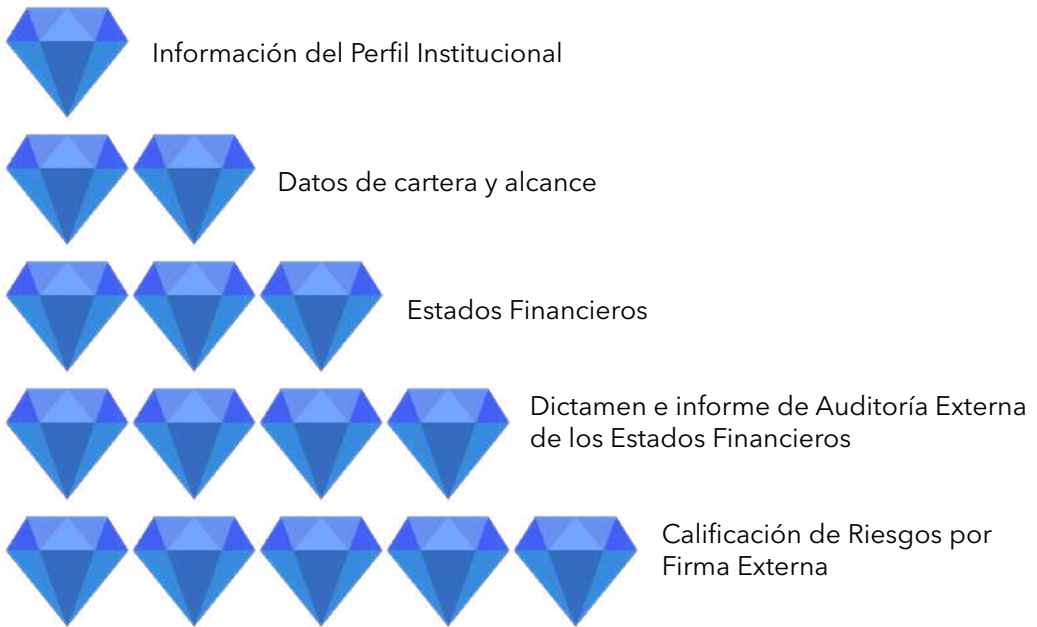 Información del Perfil Institucional
Datos de cartera y alcance
Estados Financieros
Dictamen e informe de Auditoría Externa
de los Estados Financieros
Calificación de Riesgos por
Firma Externa